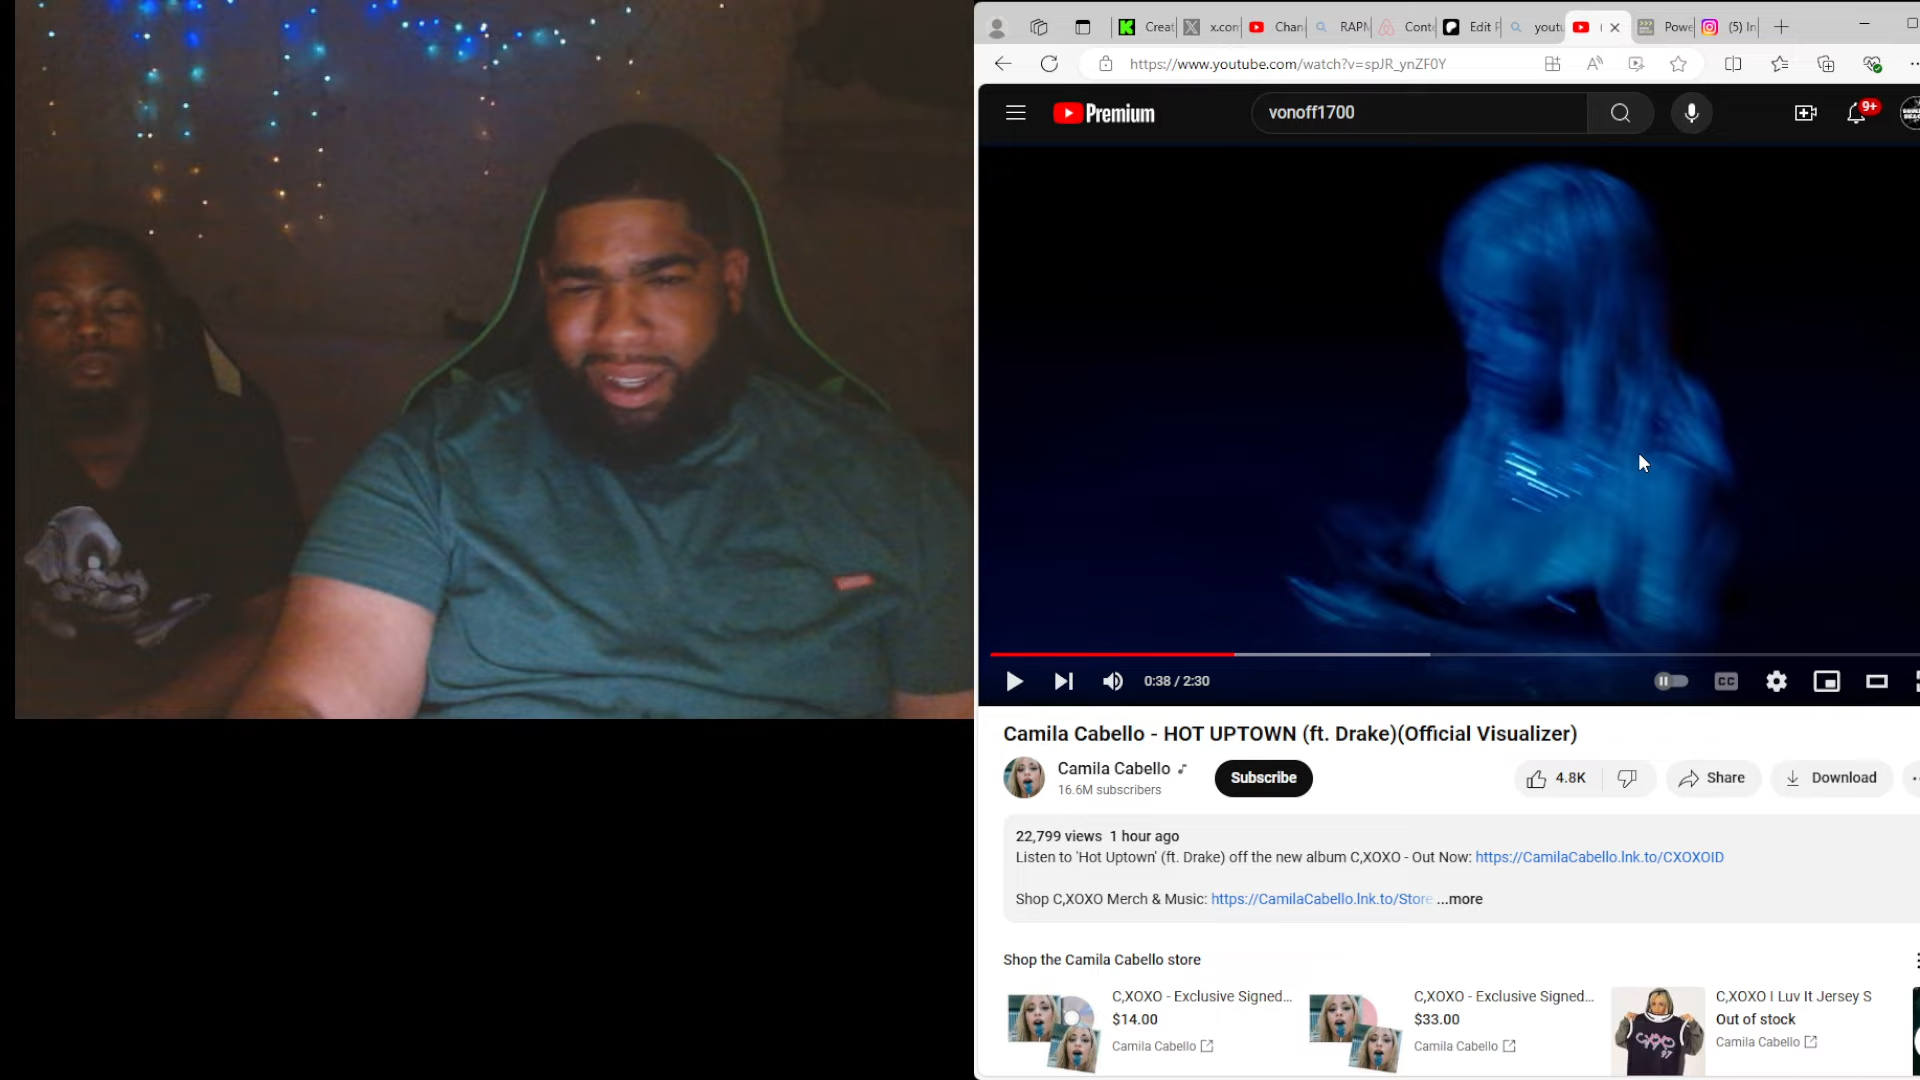 Creat
x.con
Chan
RAPN
Cont
Edit F
youtu
Powe
(5) In
https://www.youtube.com/watch?v=spJR_ynZF0Y
Premium
vonoff1700
9+
0:38 / 2:30
CC
Camila Cabello - HOT UPTOWN (ft. Drake)(Official Visualizer)
Camila Cabello
16.6M subscribers
Subscribe
4.8K
Share
Download
22,799 views 1 hour ago
Listen to 'Hot Uptown' (ft. Drake) off the new album C,XOXO - Out Now: https://CamilaCabello.lnk.to/CXOXOID
Shop C,XOXO Merch & Music: https://CamilaCabello.lnk.to/Store ...more
Shop the Camila Cabello store
C,XOXO - Exclusive Signed...
$14.00
Camila Cabello
C,XOXO - Exclusive Signed...
$33.00
Camila Cabello
C,XOXO I Luv It Jersey S
Out of stock
Camila Cabello